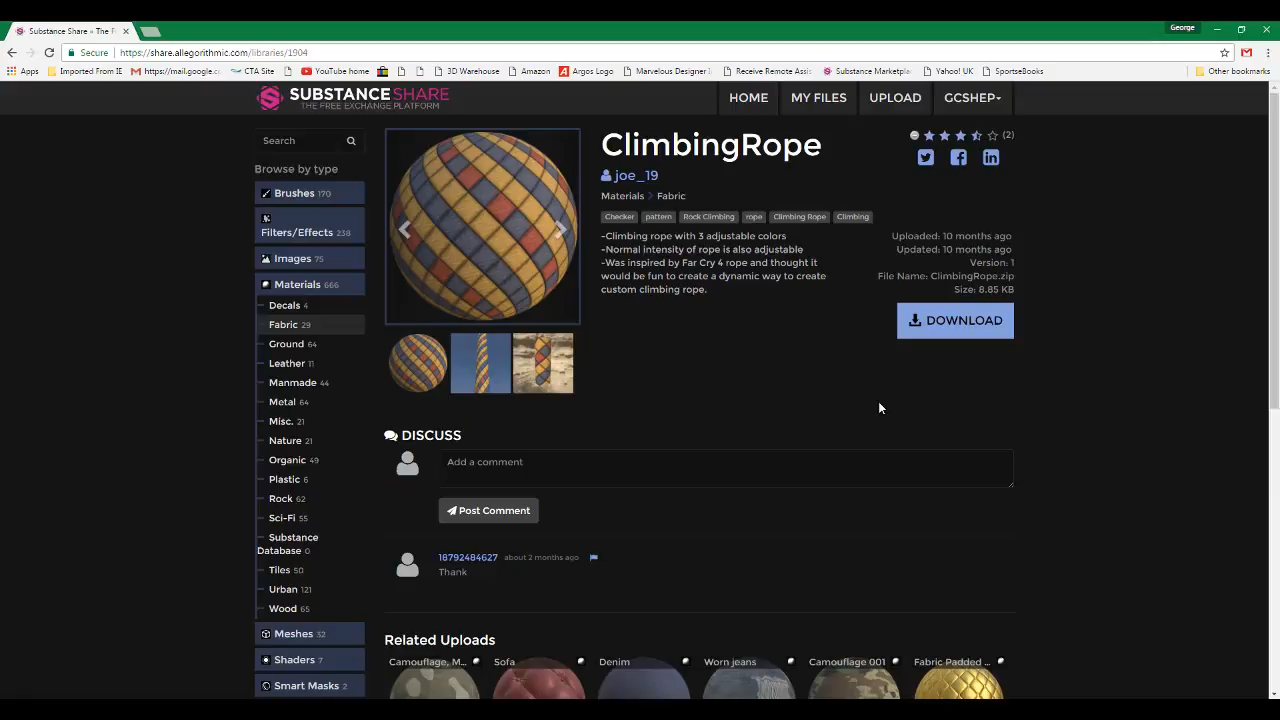 Substance Share « The F
George
Secure
https://share.allegorithmic.com/libraries/1904
Apps
Imported From IE
https://mail.google.c
CTA Site
YouTube home
3D Warehouse
Amazon
Argos Logo
Marvelous Designer
Receive Remote Assis
Substance Marketpla
Yahoo! UK
SportseBooks
Other bookmarks
SUBSTANCE SHARE
THE FREE EXCHANGE PLATFORM
HOME
MY FILES
UPLOAD
GCSHEP
Search
Browse by type
Brushes 170
Filters/Effects 238
Images 75
Materials 666
Decals 4
Fabric 29
Ground 64
Leather 11
Manmade 44
Metal 64
Misc. 21
Nature 21
Organic 49
Plastic 6
Rock 62
Sci-Fi 55
Substance
Database 0
Tiles 50
Urban 121
Wood 65
Meshes 32
Shaders 7
Smart Masks 2
ClimbingRope
joe_19
Materials > Fabric
Checker
pattern
Rock Climbing
rope
Climbing Rope
Climbing
-Climbing rope with 3 adjustable colors
-Normal intensity of rope is also adjustable
-Was inspired by Far Cry 4 rope and thought it
would be fun to create a dynamic way to create
custom climbing rope.
(2)
Uploaded: 10 months ago
Updated: 10 months ago
Version: 1
File Name: ClimbingRope.zip
Size: 8.85 KB
DOWNLOAD
DISCUSS
Add a comment
Post Comment
18792484627 about 2 months ago
Thank
Related Uploads
Camouflage, M...
Sofa
Denim
Worn jeans
Camouflage 001
Fabric Padded ...